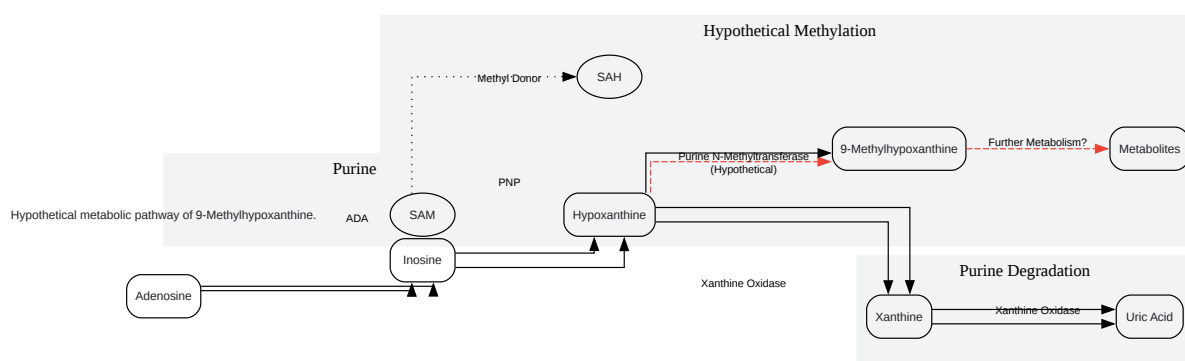 Hypothetical Methylation
Methyl Donor
SAH
Purine N-Methyltransferase
(Hypothetical)
9-Methylhypoxanthine
Further Metabolism?
Metabolites
Purine
PNP
Hypothetical metabolic pathway of 9-Methylhypoxanthine.
ADA
SAM
Hypoxanthine
Inosine
Adenosine
Xanthine Oxidase
Purine Degradation
Xanthine
Xanthine Oxidase
Uric Acid